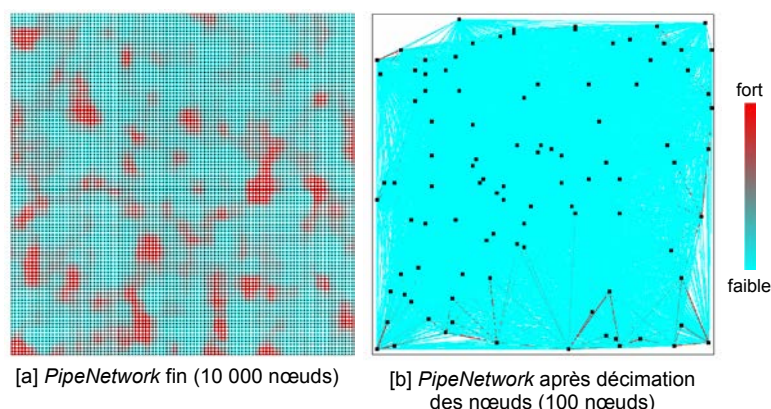 fort
faible
[a] PipeNetwork fin (10 000 nœuds)
[b] PipeNetwork après décimation
des nœuds (100 nœuds)